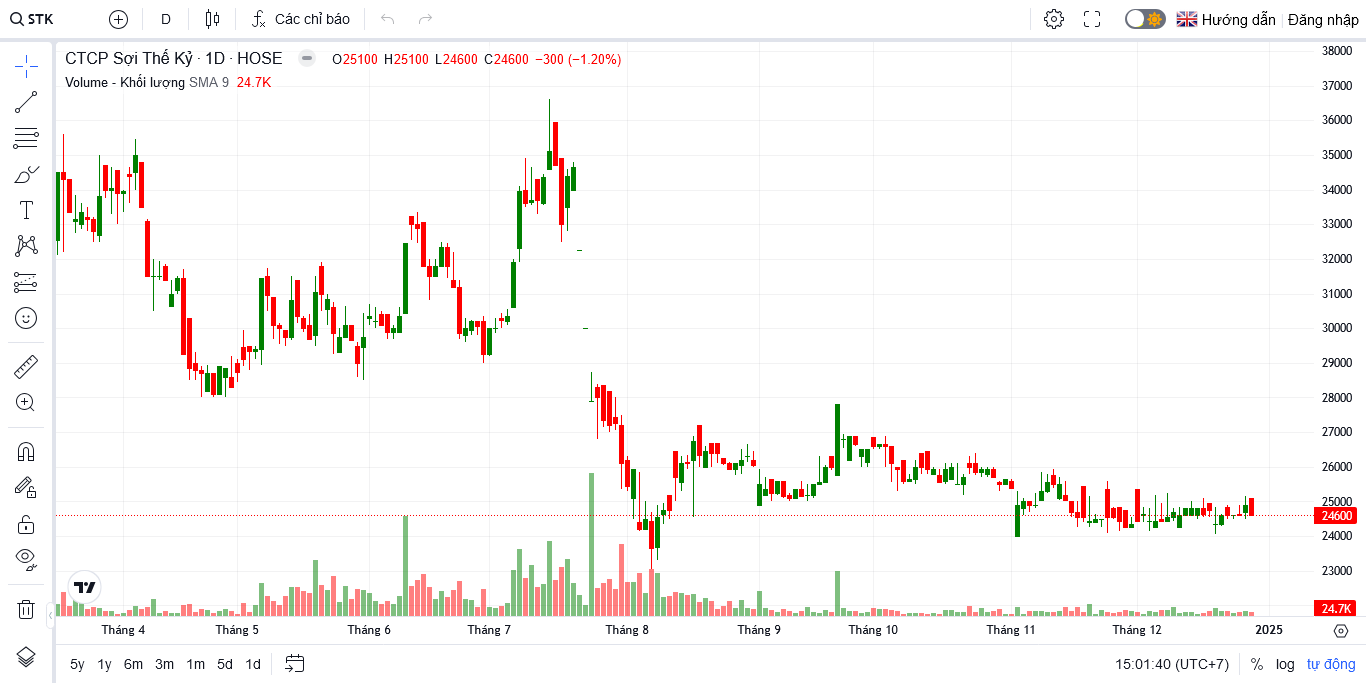 STK
D
Các chỉ báo
Hướng dẫn
Đăng nhập
CTCP Sợi Thế Kỷ · 1D · HOSE
O25100 H25100 L24600 C24600 −300 (−1.20%)
Volume - Khối lượng SMA 9 24.7K
38000
37000
36000
35000
34000
33000
32000
31000
30000
29000
28000
27000
26000
25000
24600
24000
23000
24.7K
Tháng 4 Tháng 5 Tháng 6 Tháng 7 Tháng 8 Tháng 9 Tháng 10 Tháng 11 Tháng 12 2025
5y 1y 6m 3m 1m 5d 1d
15:01:40 (UTC+7) % log tự động